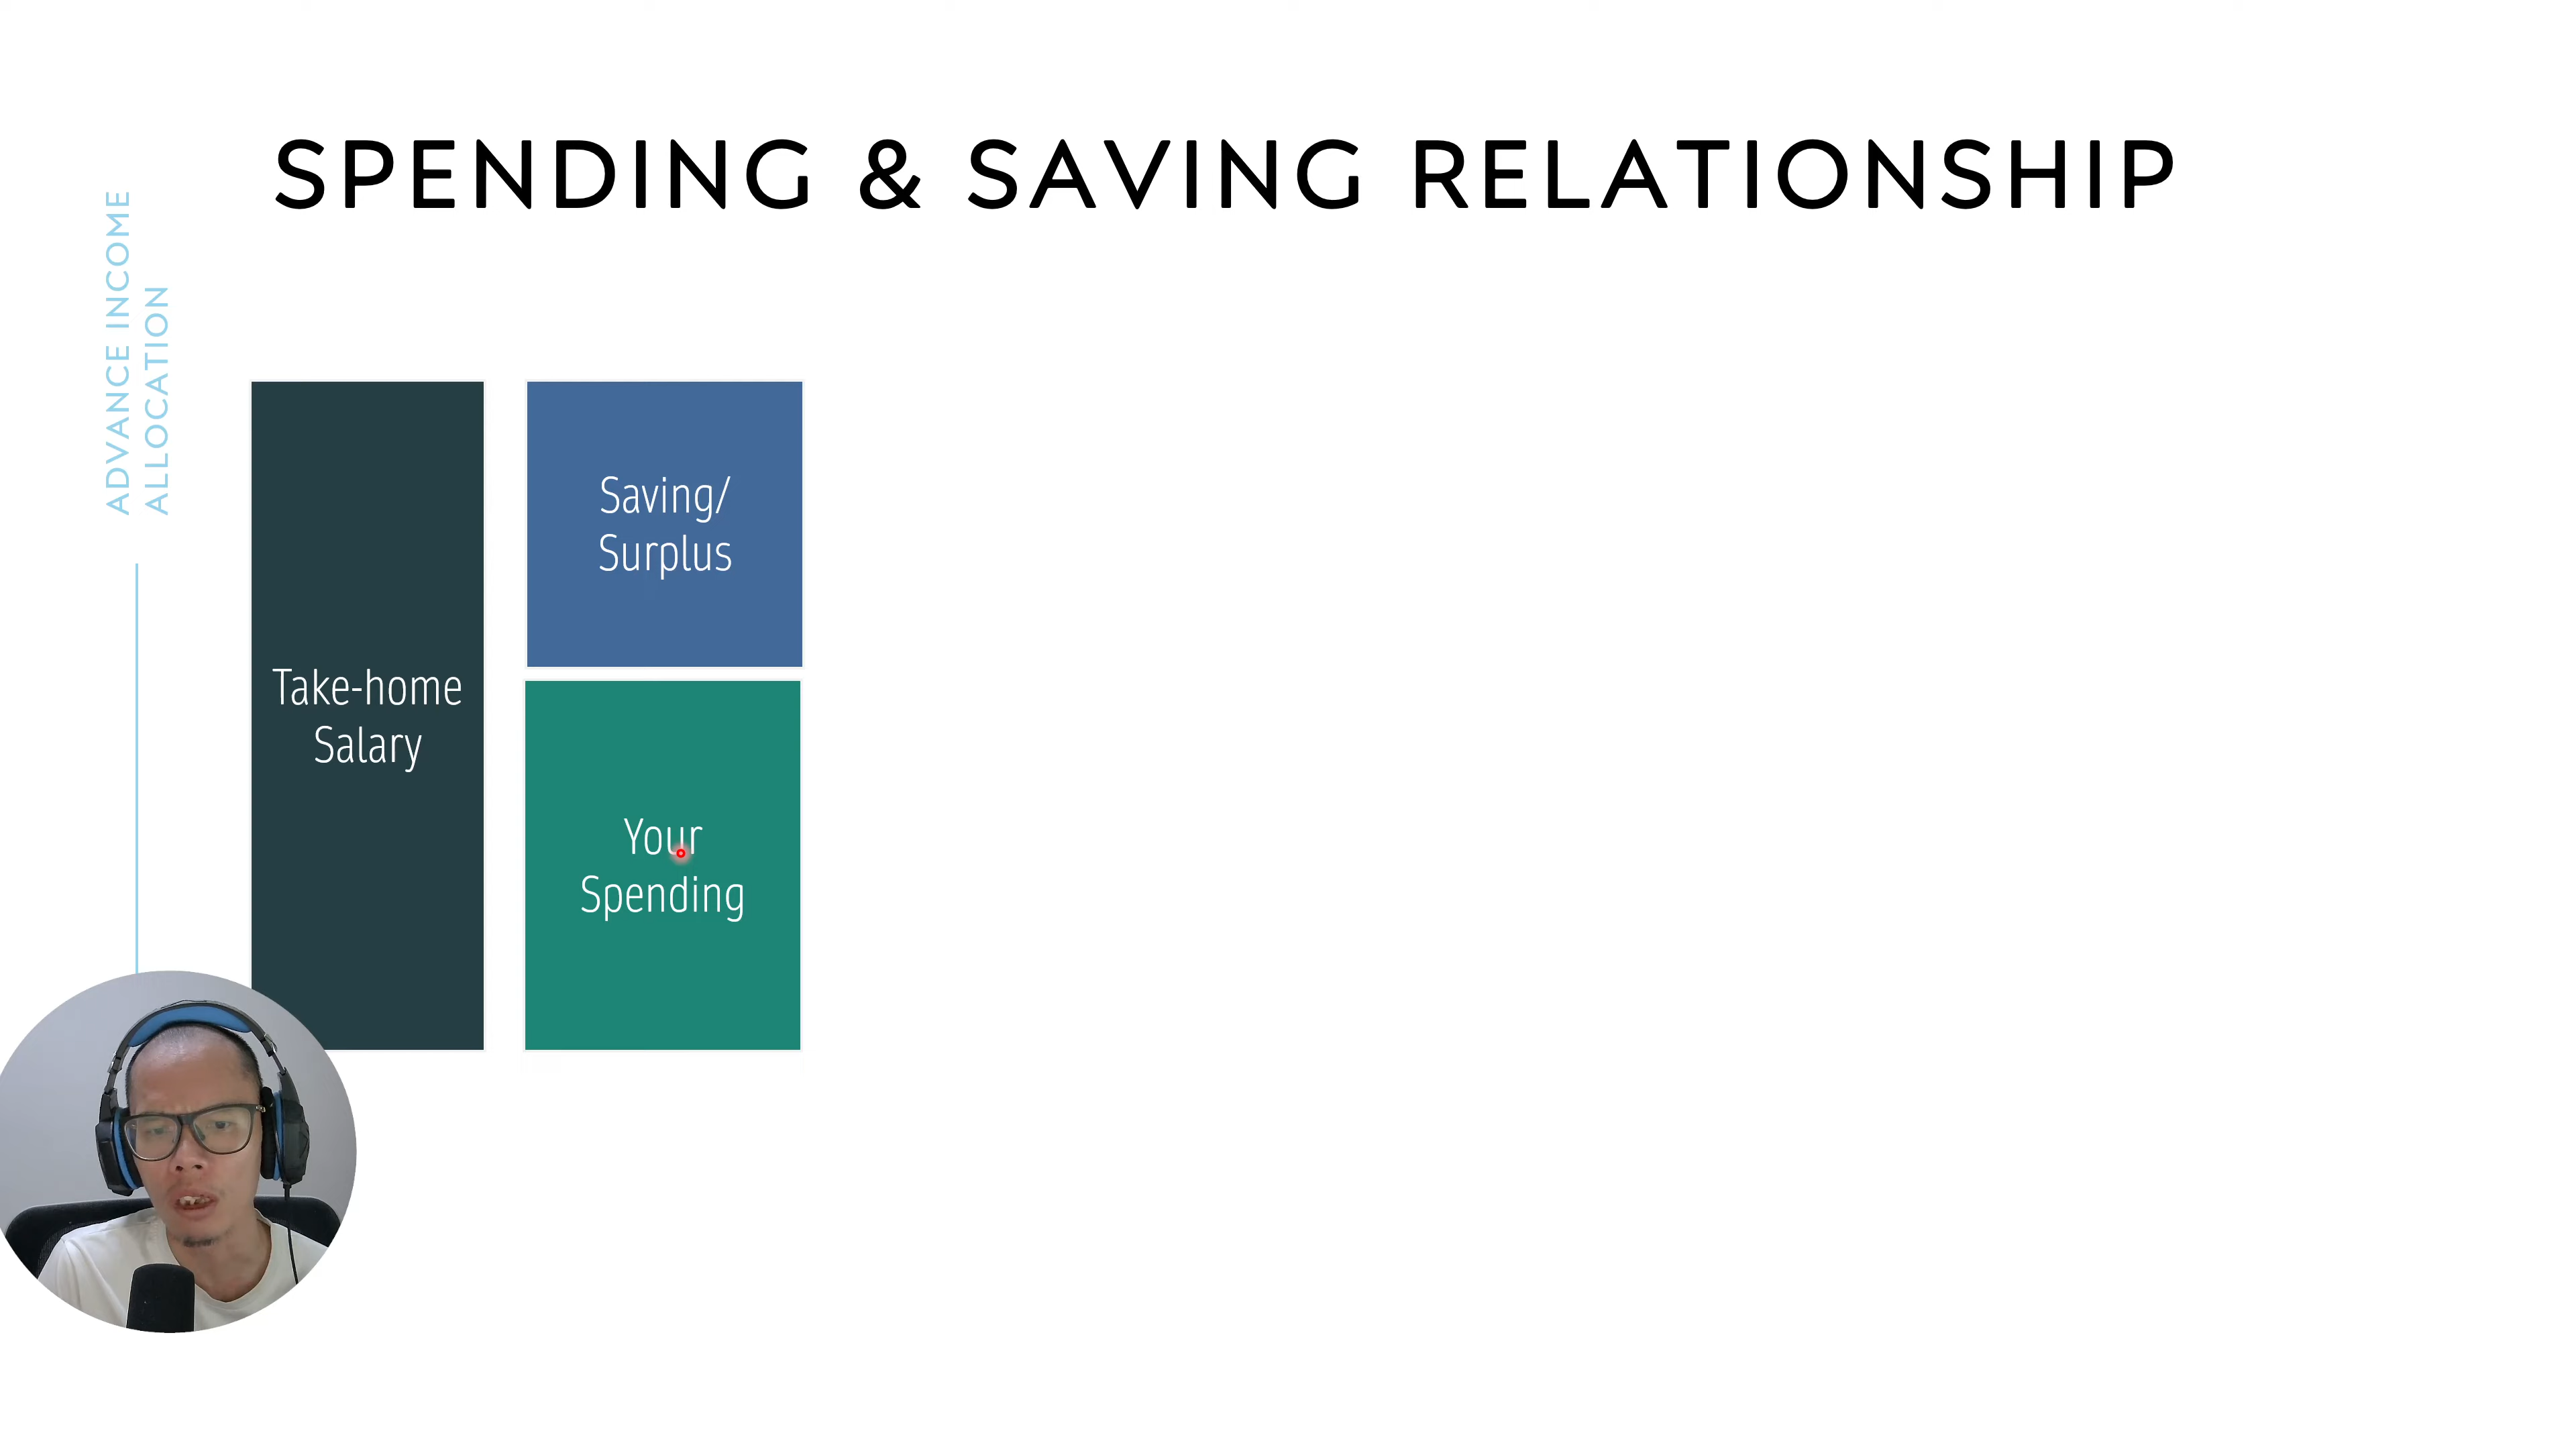 SPENDING & SAVING RELATIONSHIP
ADVANCE INCOME
ALLOCATION
Take-home
Salary
Saving/
Surplus
Your
Spending